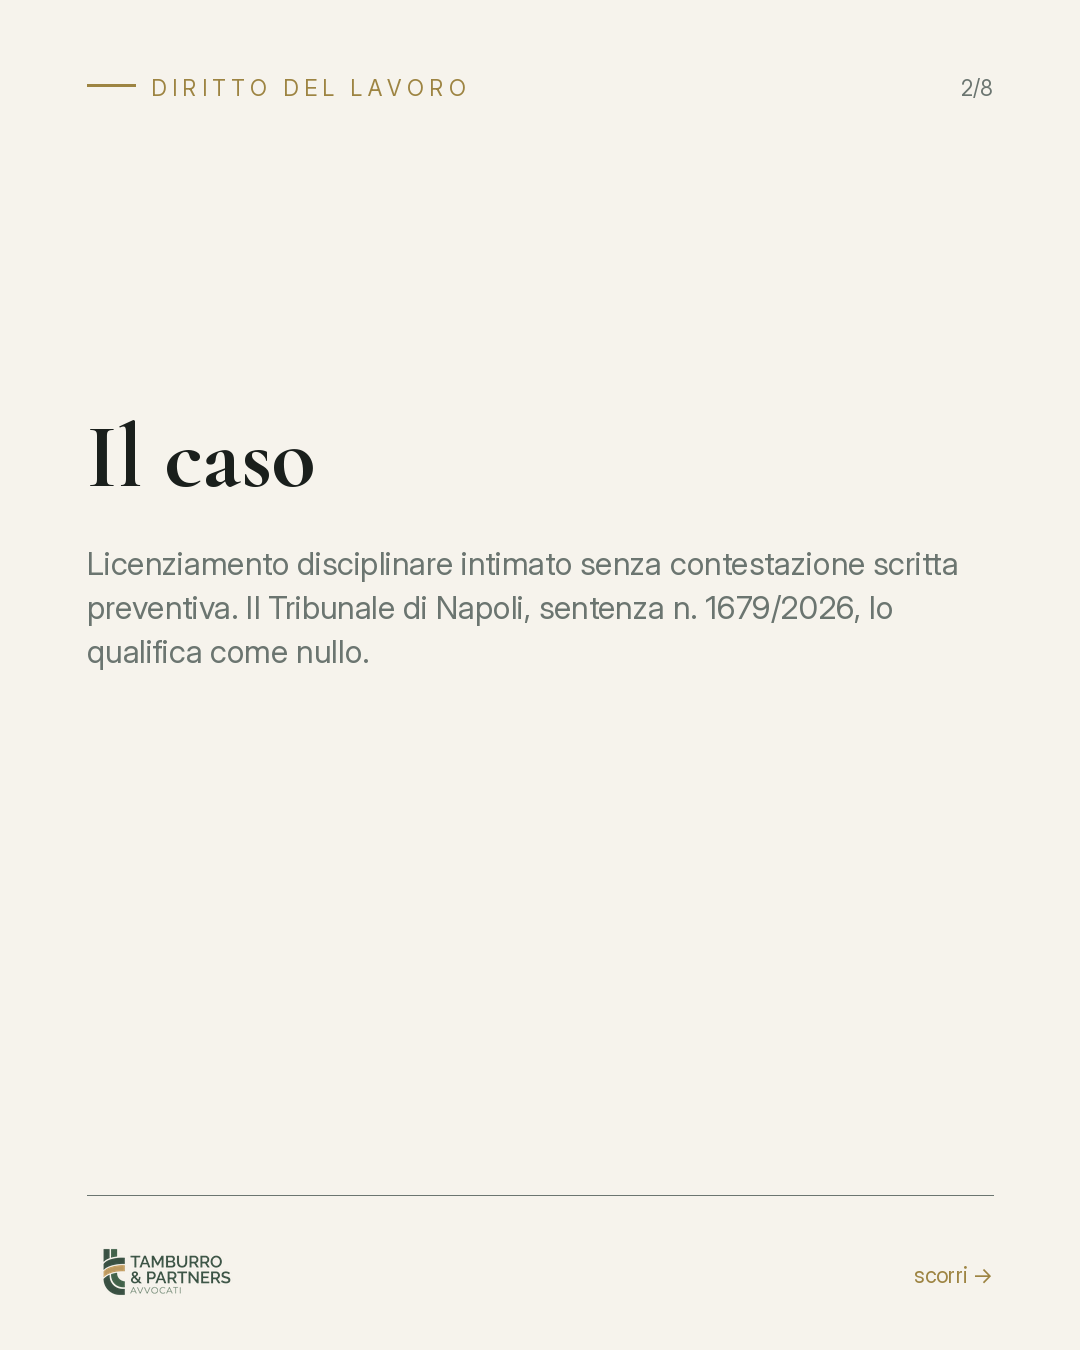 DIRITTO DEL LAVORO
2/8
Il caso
Licenziamento disciplinare intimato senza contestazione scritta
preventiva. Il Tribunale di Napoli, sentenza n. 1679/2026, lo
qualifica come nullo.
TAMBURRO
& PARTNERS
AVVOCATI
scorri →